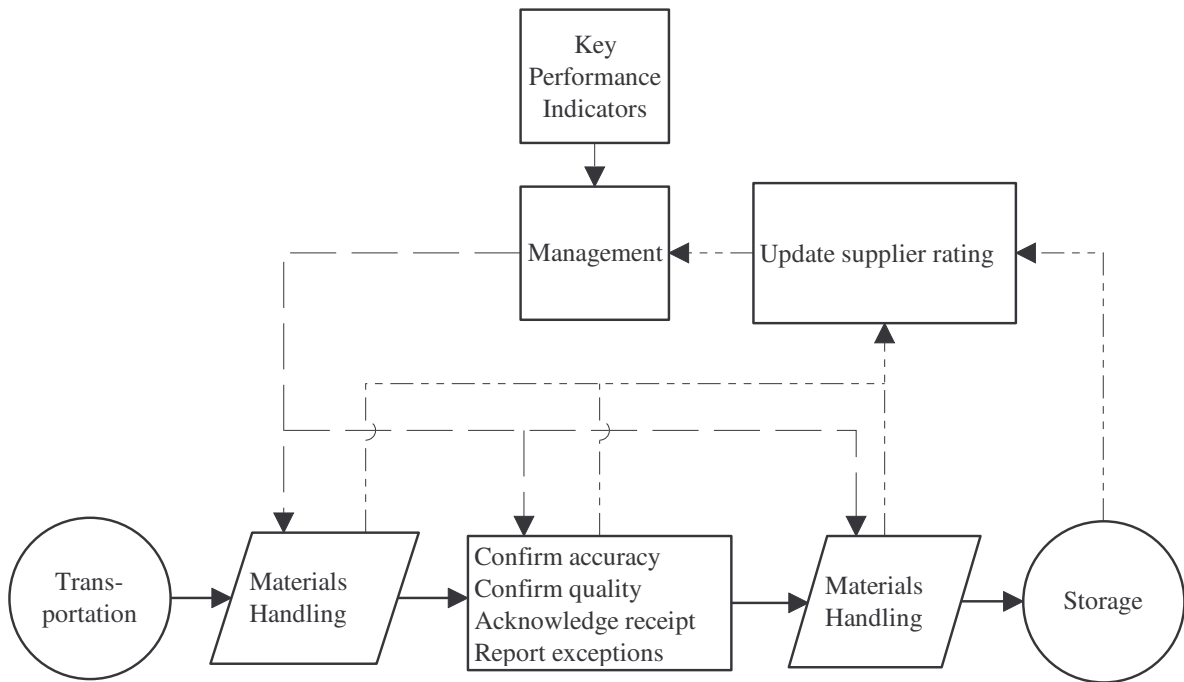 Key
Performance
Indicators
Management
Update supplier rating
Trans-
portation
Materials
Handling
Confirm accuracy
Confirm quality
Acknowledge receipt
Report exceptions
Materials
Handling
Storage